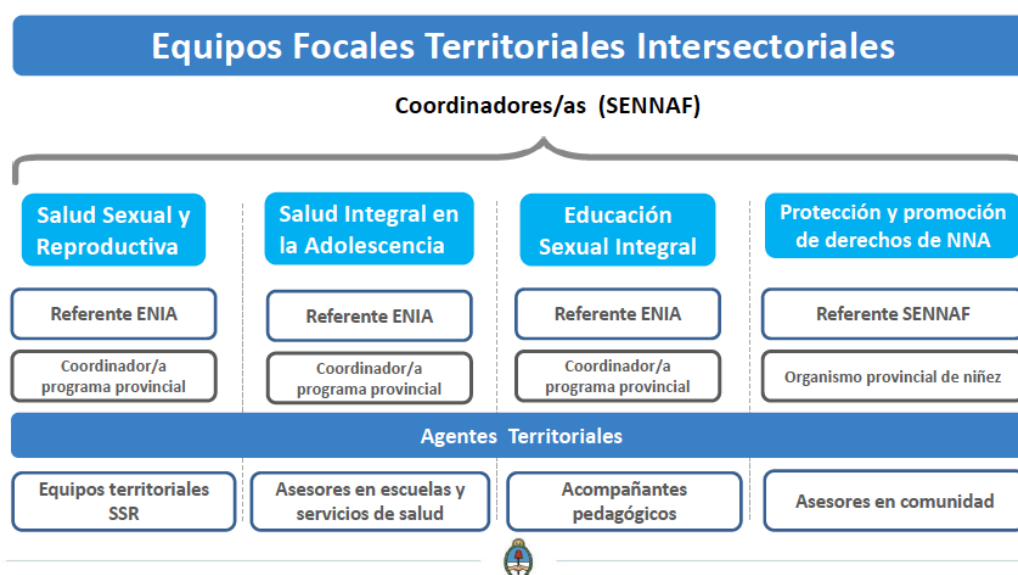 Equipos Focales Territoriales Intersectoriales
Coordinadores/as (SENNAF)
Salud Sexual y
Reproductiva
Salud Integral en
la Adolescencia
Educación
Sexual Integral
Protección y promoción
de derechos de NNA
Referente ENIA
Referente ENIA
Referente ENIA
Referente SENNAF
Coordinador/a
programa provincial
Coordinador/a
programa provincial
Coordinador/a
programa provincial
Organismo provincial de niñez
Agentes Territoriales
Equipos territoriales
SSR
Asesores en escuelas y
servicios de salud
Acompañantes
pedagógicos
Asesores en comunidad